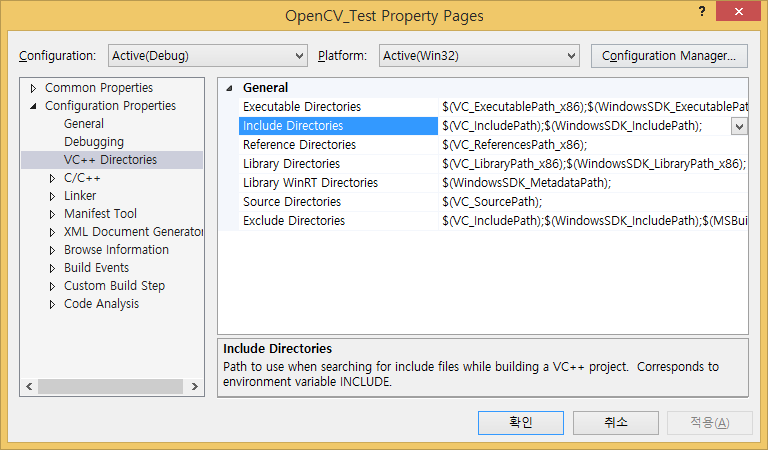 OpenCV_Test Property Pages
? ×
Configuration: Active(Debug) Platform: Active(Win32) Configuration Manager...
Common Properties
Configuration Properties
General
Debugging
VC++ Directories
C/C++
Linker
Manifest Tool
XML Document Generator
Browse Information
Build Events
Custom Build Step
Code Analysis
General
Executable Directories $(VC_ExecutablePath_x86);$(WindowsSDK_ExecutablePath
Include Directories $(VC_IncludePath);$(WindowsSDK_IncludePath);
Reference Directories $(VC_ReferencesPath_x86);
Library Directories $(VC_LibraryPath_x86);$(WindowsSDK_LibraryPath_x86);
Library WinRT Directories $(WindowsSDK_MetadataPath);
Source Directories $(VC_SourcePath);
Exclude Directories $(VC_IncludePath);$(WindowsSDK_IncludePath);$(MSBui
Include Directories
Path to use when searching for include files while building a VC++ project.  Corresponds to
environment variable INCLUDE.
확인 취소 적용(A)